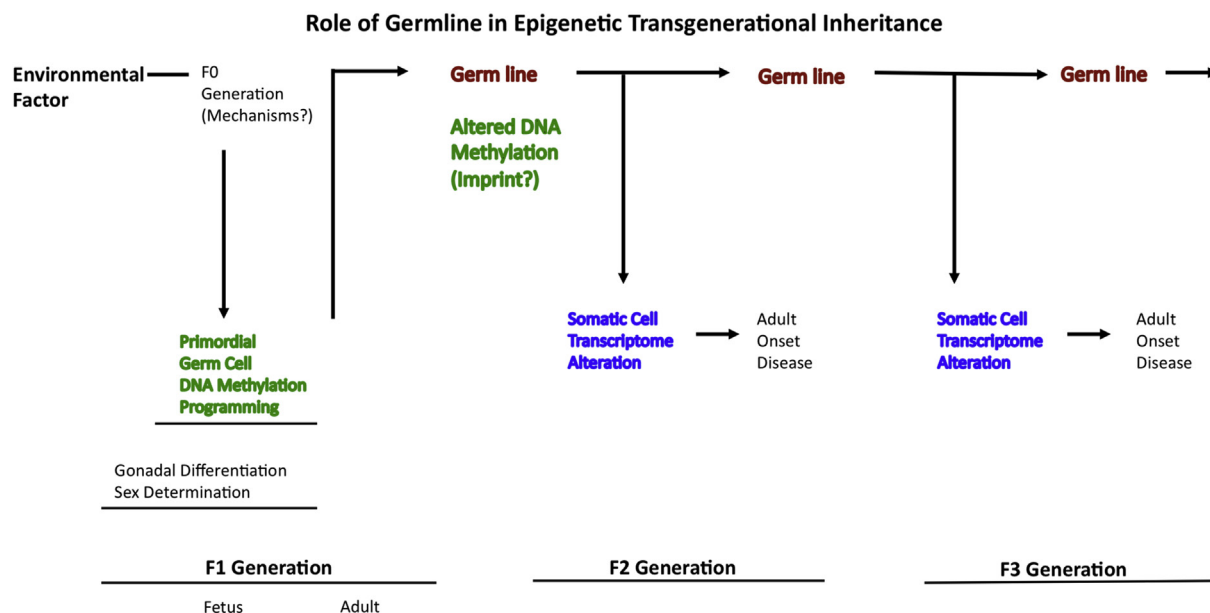 Role of Germline in Epigenetic Transgenerational Inheritance
Environmental
Factor
F0
Generation
(Mechanisms?)
Germ line
Germ line
Germ line
Altered DNA
Methylation
(Imprint?)
Primordial
Germ Cell
DNA Methylation
Programming
Somatic Cell
Transcriptome
Alteration
Adult
Onset
Disease
Somatic Cell
Transcriptome
Alteration
Adult
Onset
Disease
Gonadal Differentiation
Sex Determination
F1 Generation
F2 Generation
F3 Generation
Fetus
Adult